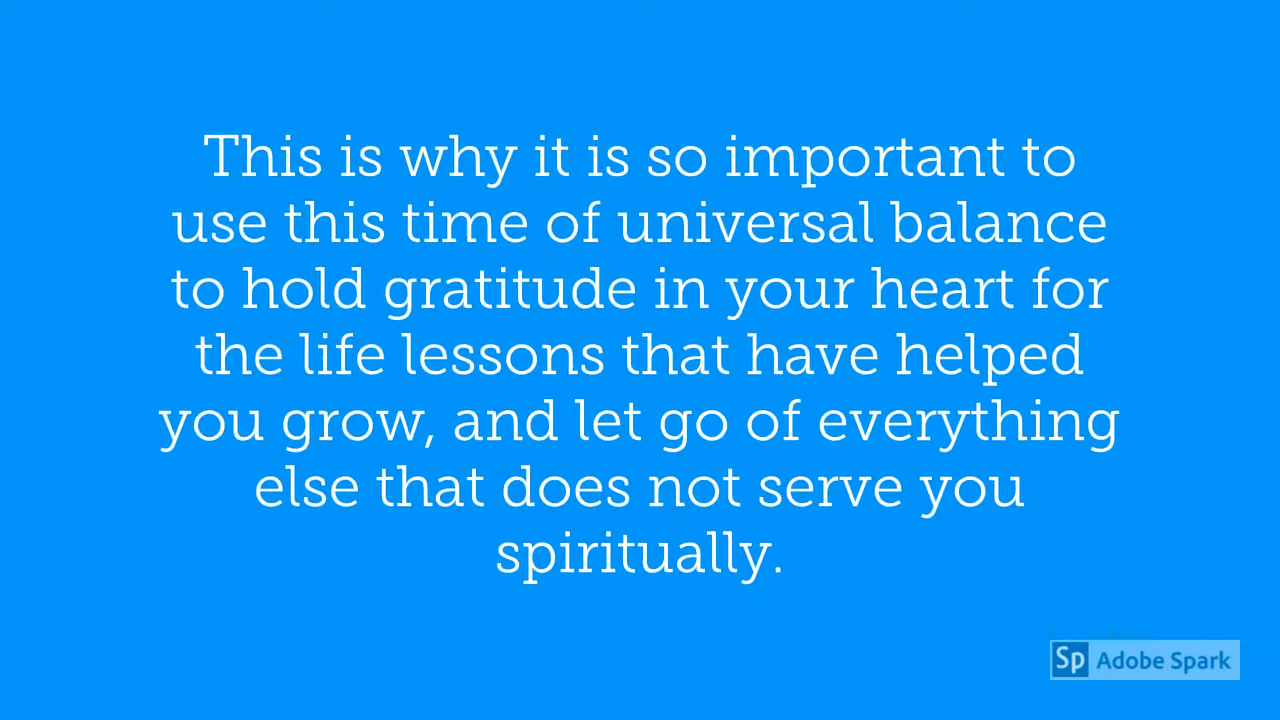 This is why it is so important to
use this time of universal balance
to hold gratitude in your heart for
the life lessons that have helped
you grow, and let go of everything
else that does not serve you
spiritually.
Sp Adobe Spark